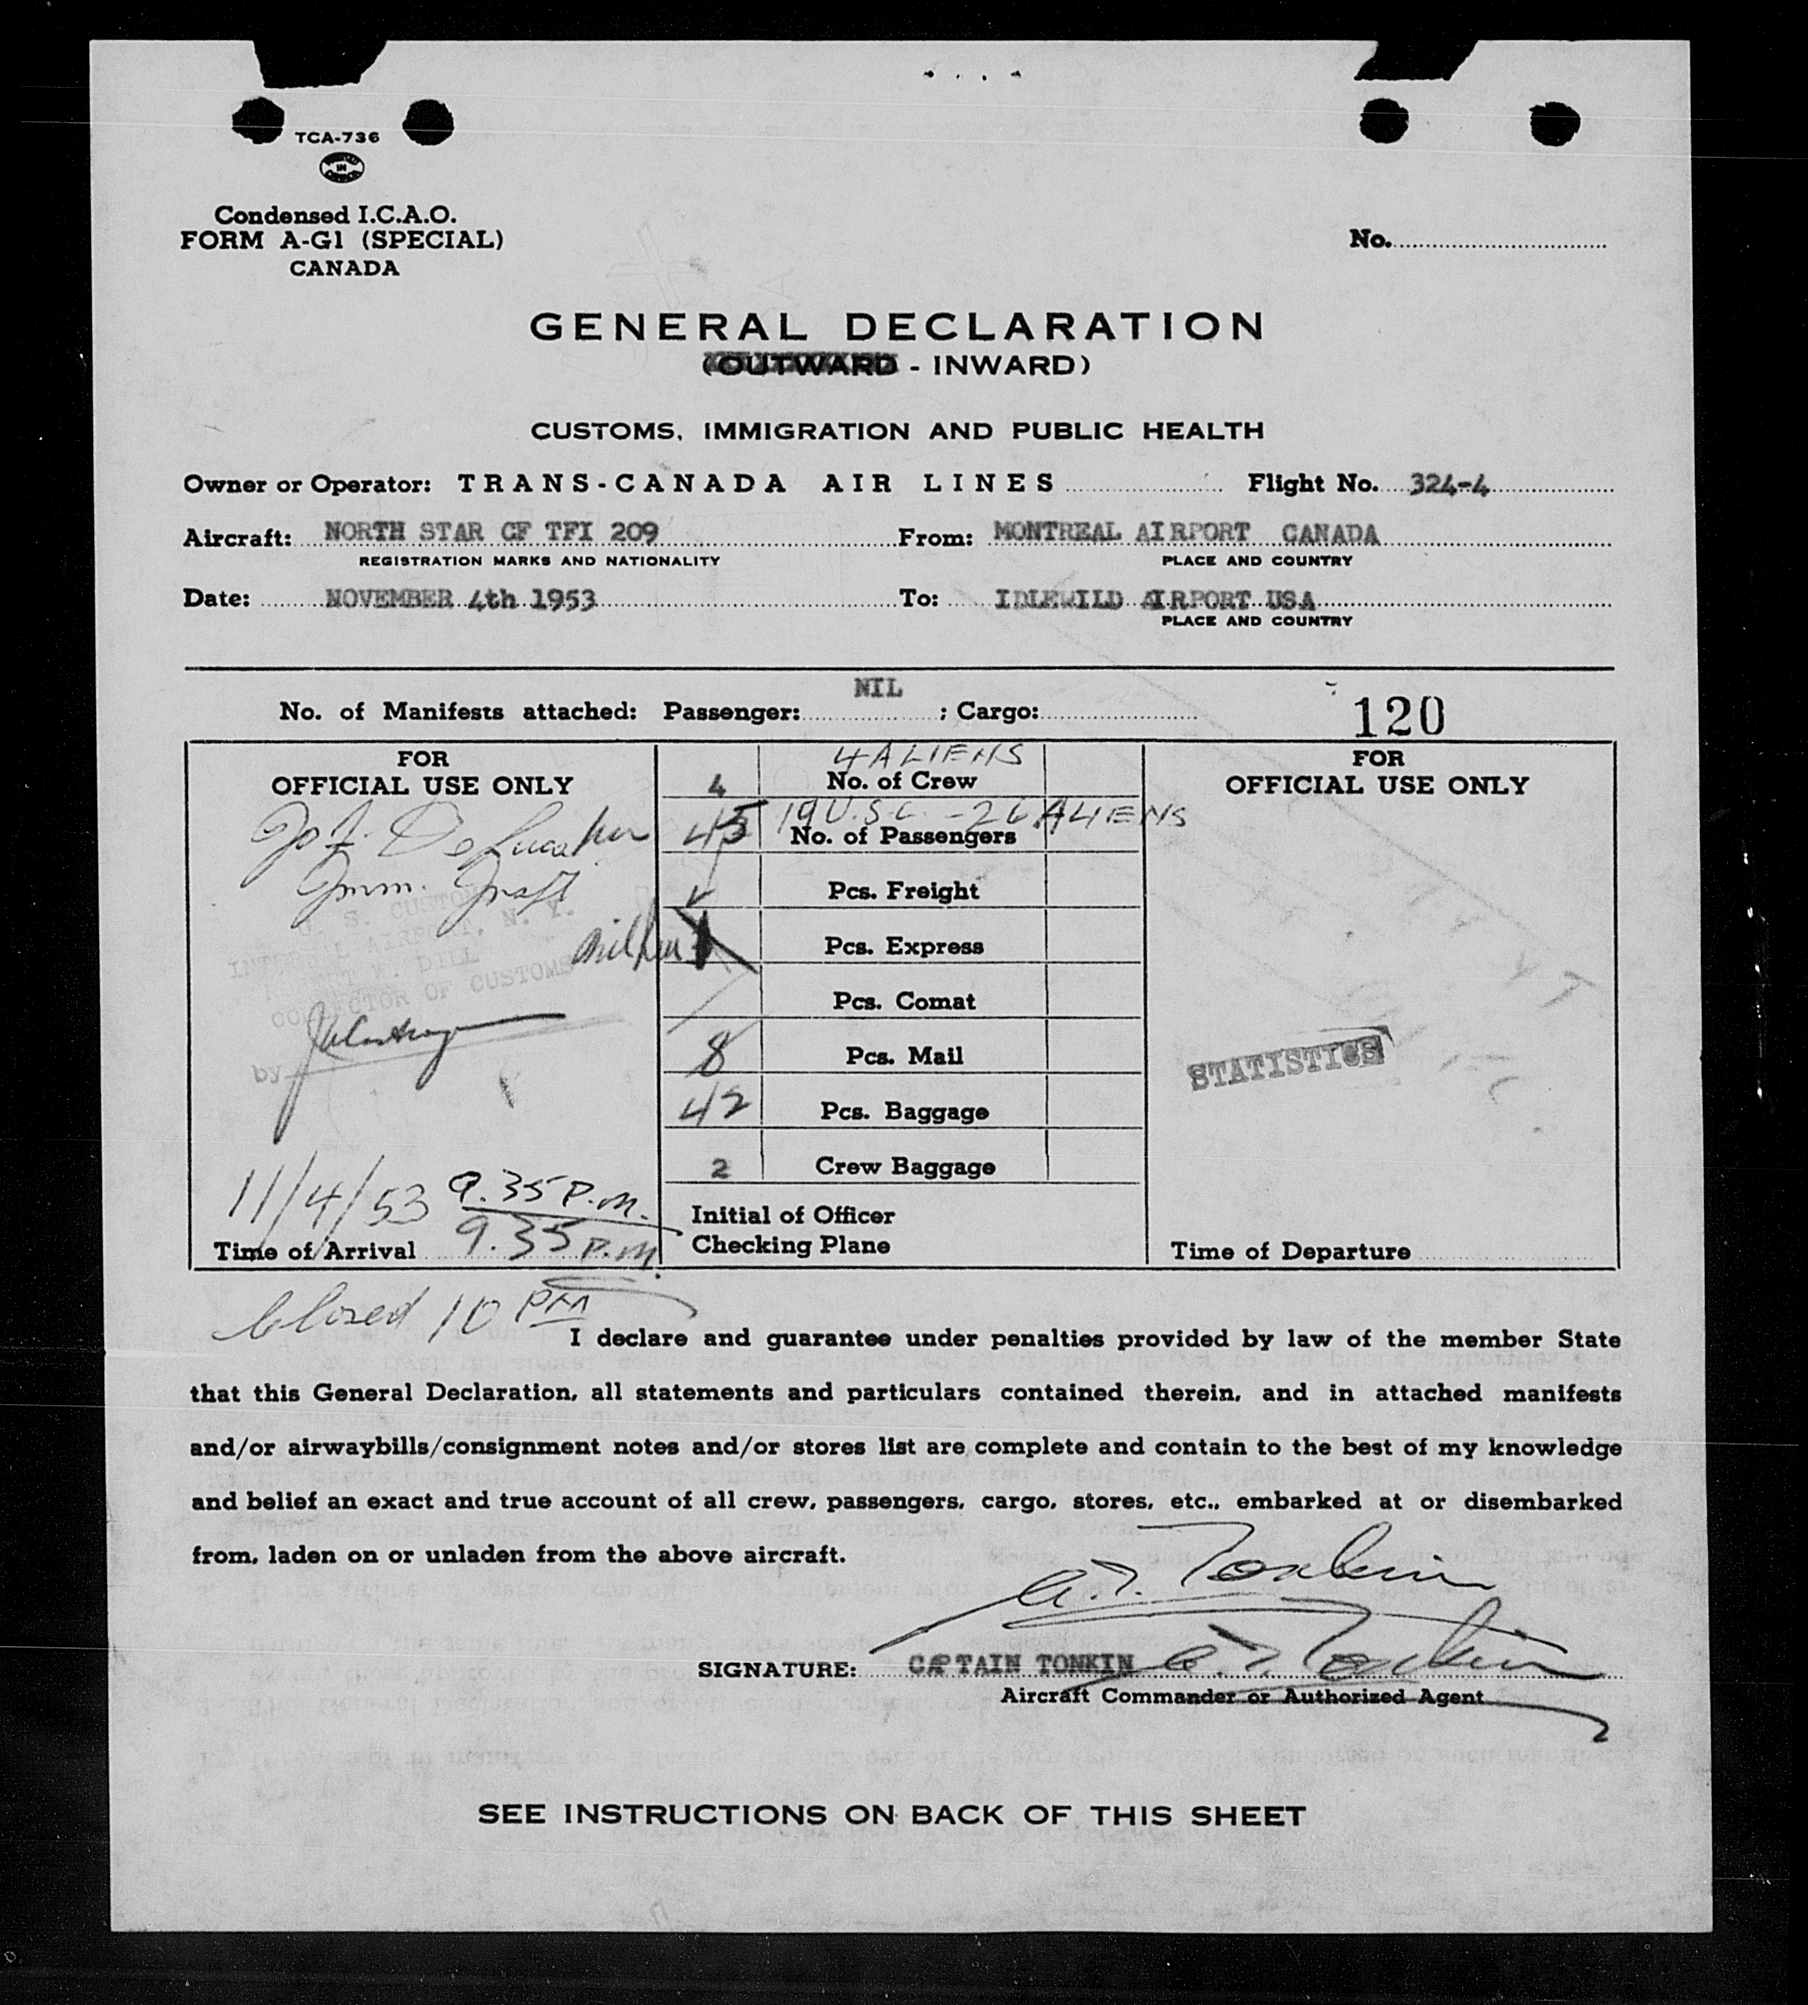 TCA-736
Condensed I.C.A.O.
FORM A-G1 (SPECIAL)
CANADA
No.
GENERAL DECLARATION
(OUTWARD - INWARD)
CUSTOMS, IMMIGRATION AND PUBLIC HEALTH
Owner or Operator: TRANS-CANADA AIR LINES Flight No. 324-4
Aircraft: NORTH STAR CF TFI 209 From: MONTREAL AIRPORT CANADA
REGISTRATION MARKS AND NATIONALITY PLACE AND COUNTRY
Date: NOVEMBER 4th 1953 To: IDLEWILD AIRPORT USA
PLACE AND COUNTRY
NIL
No. of Manifests attached: Passenger: ; Cargo: 120
FOR
OFFICIAL USE ONLY
Imm.
U. S. CUSTOMS
AIRPORT, N. Y.
W. DILL
COLLECTOR OF CUSTOMS
by
11/4/53 9.35 P.M.
Time of Arrival 9.35 P.M.
4 ALIENS
4 No. of Crew
19 U.S.C. - 26 ALIENS
45 No. of Passengers
Pcs. Freight
Pcs. Express
Pcs. Comat
8 Pcs. Mail
42 Pcs. Baggage
2 Crew Baggage
Initial of Officer
Checking Plane
FOR
OFFICIAL USE ONLY
STATISTICS
Time of Departure
Closed 10 PM
I declare and guarantee under penalties provided by law of the member State
that this General Declaration, all statements and particulars contained therein, and in attached manifests
and/or airwaybills/consignment notes and/or stores list are complete and contain to the best of my knowledge
and belief an exact and true account of all crew, passengers, cargo, stores, etc., embarked at or disembarked
from, laden on or unladen from the above aircraft.
A. T. Tonkin
SIGNATURE: CAPTAIN TONKIN A. T. Tonkin
Aircraft Commander or Authorized Agent
SEE INSTRUCTIONS ON BACK OF THIS SHEET